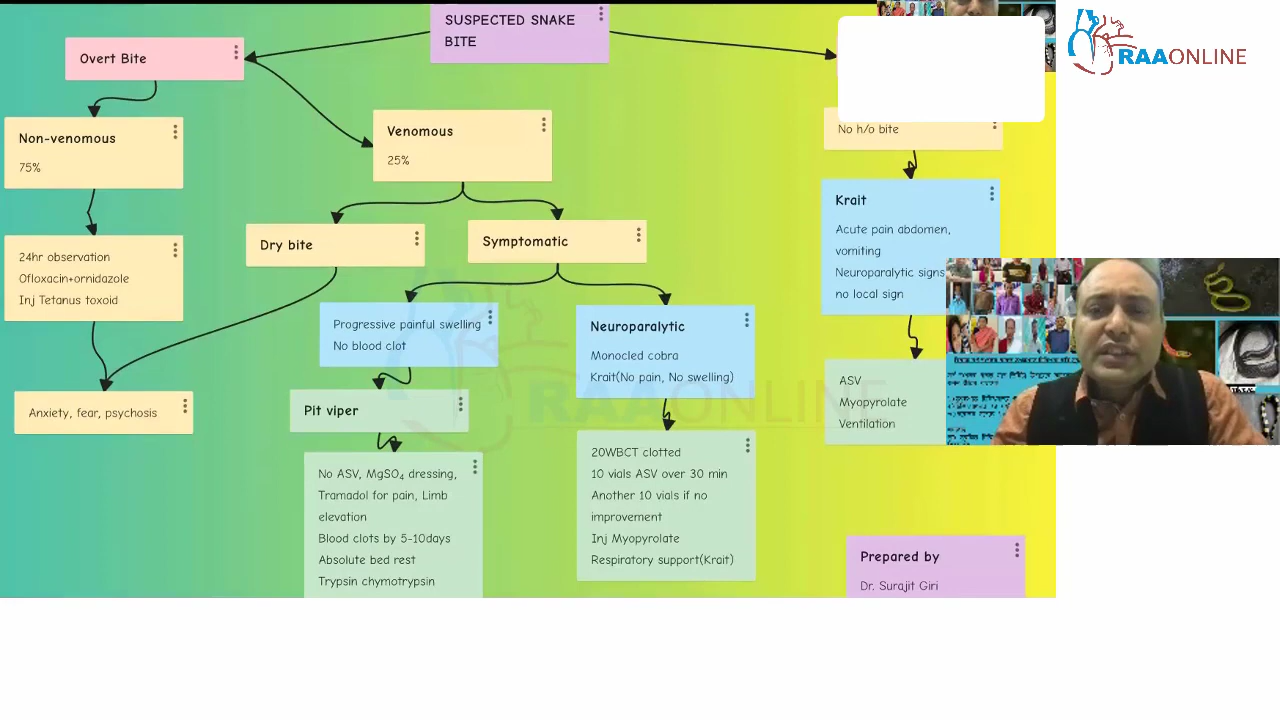 SUSPECTED SNAKE
BITE
RAAONLINE
Overt Bite
Non-venomous
75%
Venomous
25%
No h/o bite
24hr observation
Ofloxacin+ornidazole
Inj Tetanus toxoid
Dry bite
Symptomatic
Krait
Acute pain abdomen,
vomiting
Neuroparalytic signs
no local sign
Anxiety, fear, psychosis
Progressive painful swelling
No blood clot
Neuroparalytic
Monocled cobra
Krait(No pain, No swelling)
ASV
Myopyrolate
Ventilation
Pit viper
RAAONLINE
No ASV, MgSO₄ dressing,
Tramadol for pain, Limb
elevation
Blood clots by 5-10days
Absolute bed rest
Trypsin chymotrypsin
20WBCT clotted
10 vials ASV over 30 min
Another 10 vials if no
improvement
Inj Myopyrolate
Respiratory support(Krait)
Prepared by
Dr. Surajit Giri